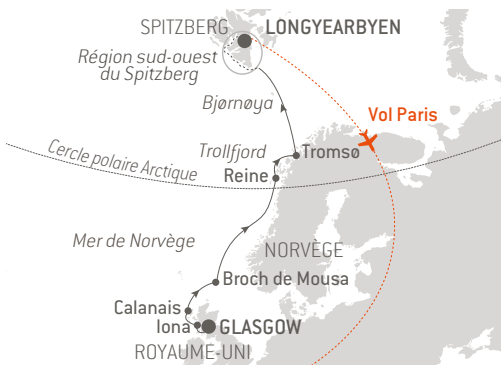 SPITZBERG
LONGYEARBYEN
Région sud-ouest
du Spitzberg
Bjørnøya
Vol Paris
Trollfjord
Tromsø
Cercle polaire Arctique
Reine
Mer de Norvège
NORVÈGE
Broch de Mousa
Calanais
Iona
GLASGOW
ROYAUME-UNI